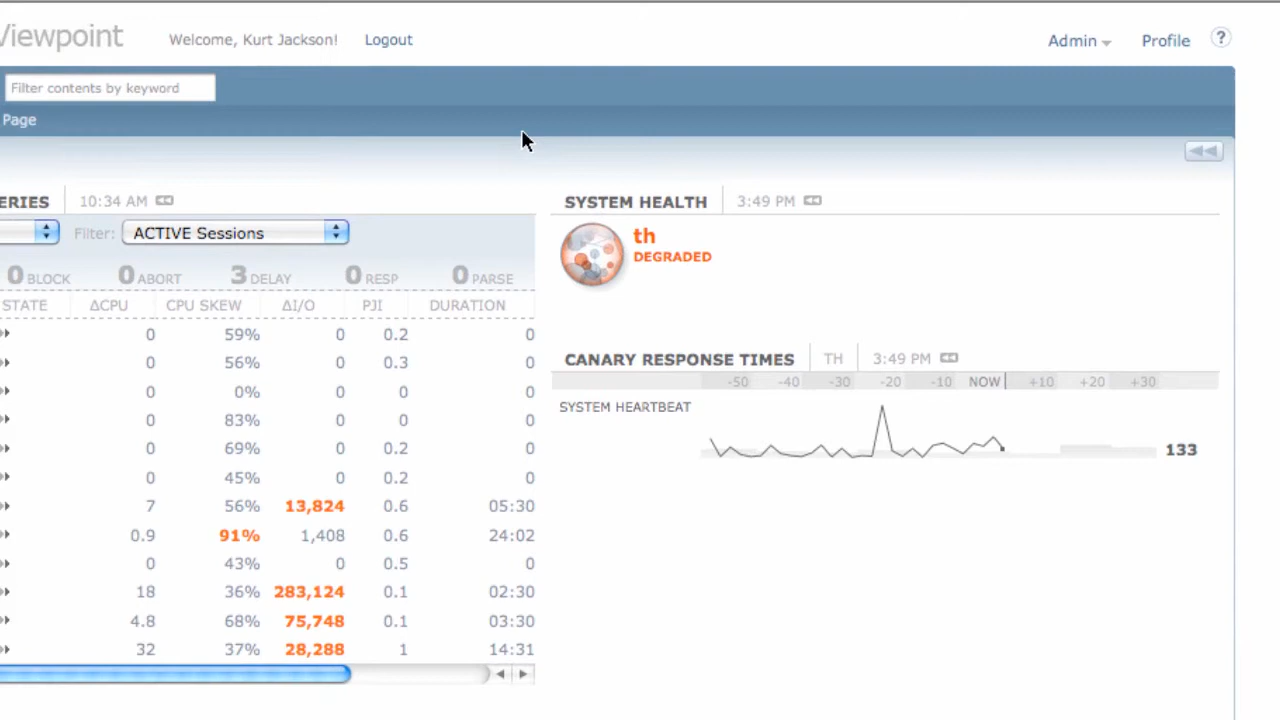 Viewpoint Welcome, Kurt Jackson! Logout Admin Profile ?
Filter contents by keyword
Page
ERIES 10:34 AM
Filter: ACTIVE Sessions
0 BLOCK 0 ABORT 3 DELAY 0 RESP 0 PARSE
STATE ΔCPU CPU SKEW ΔI/O PJI DURATION
0 59% 0 0.2 0
0 56% 0 0.3 0
0 0% 0 0 0
0 83% 0 0 0
0 69% 0 0.2 0
0 45% 0 0.2 0
7 56% 13,824 0.6 05:30
0.9 91% 1,408 0.6 24:02
0 43% 0 0.5 0
18 36% 283,124 0.1 02:30
4.8 68% 75,748 0.1 03:30
32 37% 28,288 1 14:31
SYSTEM HEALTH 3:49 PM
th
DEGRADED
CANARY RESPONSE TIMES TH 3:49 PM
-50 -40 -30 -20 -10 NOW +10 +20 +30
SYSTEM HEARTBEAT
133